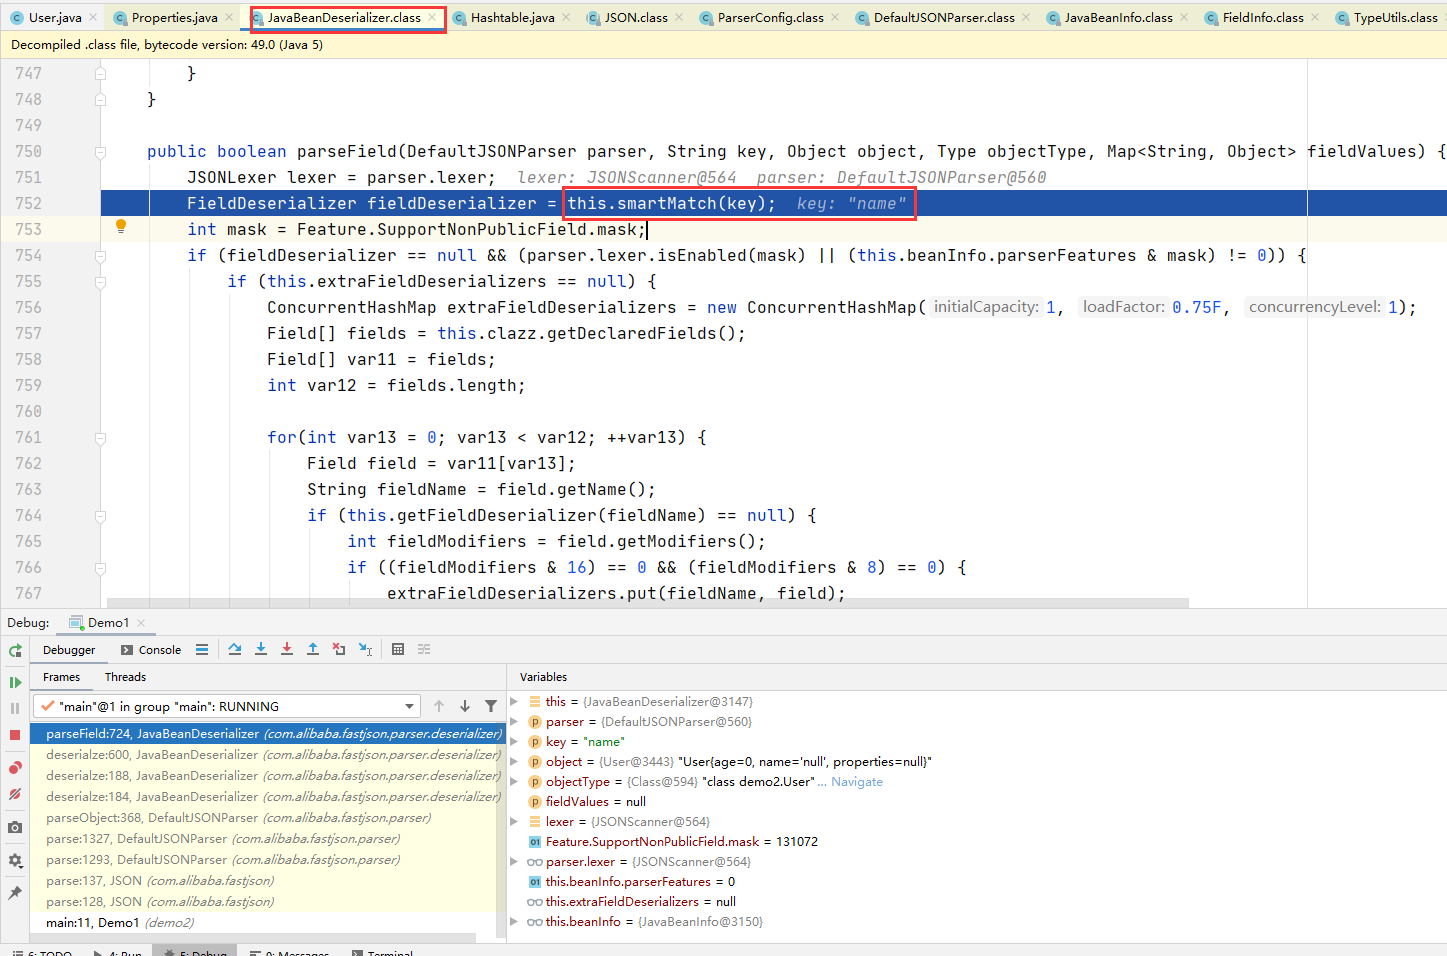 User.java Properties.java JavaBeanDeserializer.class Hashtable.java JSON.class ParserConfig.class DefaultJSONParser.class JavaBeanInfo.class FieldInfo.class TypeUtils.class
Decompiled .class file, bytecode version: 49.0 (Java 5)
747 }
748 }
749
750 public boolean parseField(DefaultJSONParser parser, String key, Object object, Type objectType, Map<String, Object> fieldValues) {
751 JSONLexer lexer = parser.lexer; lexer: JSONScanner@564 parser: DefaultJSONParser@560
752 FieldDeserializer fieldDeserializer = this.smartMatch(key); key: "name"
753 int mask = Feature.SupportNonPublicField.mask;
754 if (fieldDeserializer == null && (parser.lexer.isEnabled(mask) || (this.beanInfo.parserFeatures & mask) != 0)) {
755 if (this.extraFieldDeserializers == null) {
756 ConcurrentHashMap extraFieldDeserializers = new ConcurrentHashMap( initialCapacity: 1, loadFactor: 0.75F, concurrencyLevel: 1);
757 Field[] fields = this.clazz.getDeclaredFields();
758 Field[] var11 = fields;
759 int var12 = fields.length;
760
761 for(int var13 = 0; var13 < var12; ++var13) {
762 Field field = var11[var13];
763 String fieldName = field.getName();
764 if (this.getFieldDeserializer(fieldName) == null) {
765 int fieldModifiers = field.getModifiers();
766 if ((fieldModifiers & 16) == 0 && (fieldModifiers & 8) == 0) {
767 extraFieldDeserializers.put(fieldName, field);
Debug: Demo1
Debugger Console
Frames Threads
"main"@1 in group "main": RUNNING
parseField:724, JavaBeanDeserializer (com.alibaba.fastjson.parser.deserializer)
deserialze:600, JavaBeanDeserializer (com.alibaba.fastjson.parser.deserializer)
deserialze:188, JavaBeanDeserializer (com.alibaba.fastjson.parser.deserializer)
deserialze:184, JavaBeanDeserializer (com.alibaba.fastjson.parser.deserializer)
parseObject:368, DefaultJSONParser (com.alibaba.fastjson.parser)
parse:1327, DefaultJSONParser (com.alibaba.fastjson.parser)
parse:1293, DefaultJSONParser (com.alibaba.fastjson.parser)
parse:137, JSON (com.alibaba.fastjson)
parse:128, JSON (com.alibaba.fastjson)
main:11, Demo1 (demo2)
Variables
this = {JavaBeanDeserializer@3147}
parser = {DefaultJSONParser@560}
key = "name"
object = {User@3443} "User{age=0, name='null', properties=null}"
objectType = {Class@594} "class demo2.User"... Navigate
fieldValues = null
lexer = {JSONScanner@564}
Feature.SupportNonPublicField.mask = 131072
parser.lexer = {JSONScanner@564}
this.beanInfo.parserFeatures = 0
this.extraFieldDeserializers = null
this.beanInfo = {JavaBeanInfo@3150}
6: TODO 4: Run 5: Debug 0: Messages Terminal